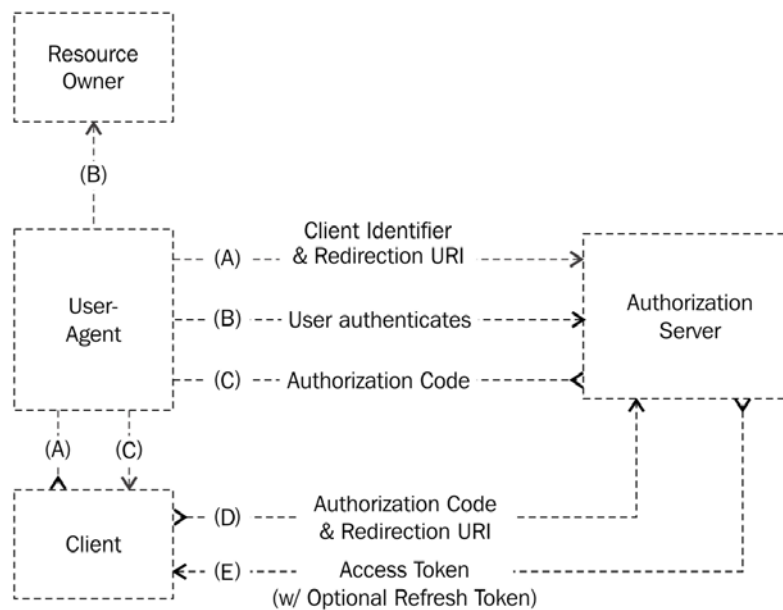 Resource
Owner
(B)
Client Identifier
(A) & Redirection URI
User-
Agent
(B) User authenticates
Authorization
Server
(C) Authorization Code
(A) (C)
Client
(D) Authorization Code
& Redirection URI
(E) Access Token
(w/ Optional Refresh Token)